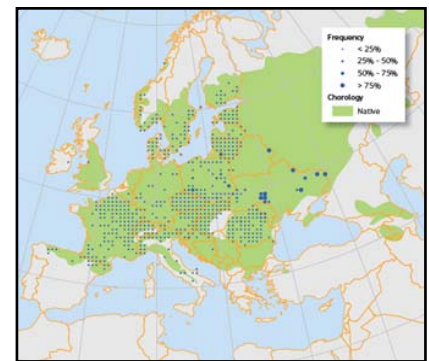 Frequency
< 25%
25% - 50%
50% - 75%
> 75%
Chorology
Native